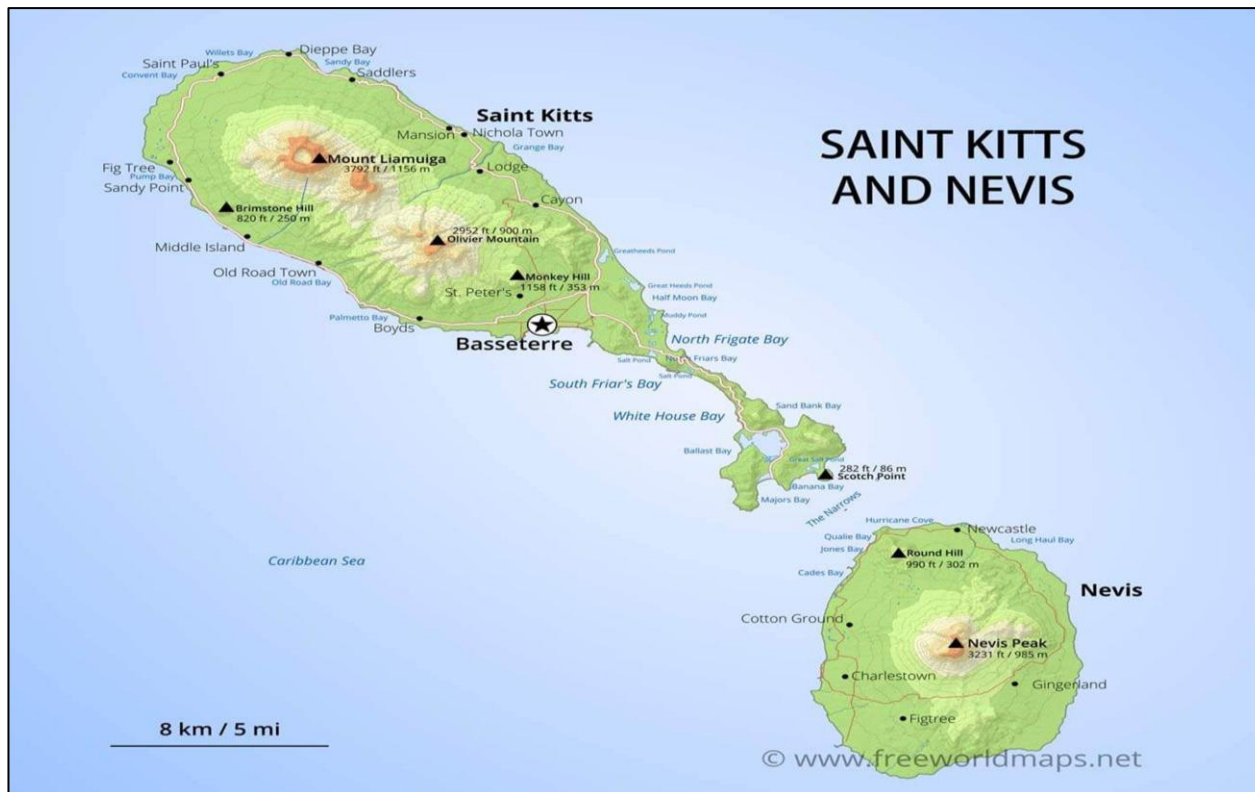 SAINT KITTS
AND NEVIS
Dieppe Bay
Willets Bay
Saint Paul's
Sandy Bay
Convent Bay
Saddlers
Saint Kitts
Mansion
Nichola Town
Grange Bay
Mount Liamuiga
3792 ft / 1156 m
Lodge
Fig Tree
Pump Bay
Sandy Point
Cayon
Brimstone Hill
820 ft / 250 m
2952 ft / 900 m
Olivier Mountain
Middle Island
Greatheeds Pond
Old Road Town
Old Road Bay
Monkey Hill
1158 ft / 353 m
St. Peter's
Great Heeds Pond
Half Moon Bay
Muddy Pond
Palmetto Bay
Boyds
Basseterre
North Frigate Bay
Salt Pond
Friars Bay
Salt Pond
South Friar's Bay
White House Bay
Sand Bank Bay
Ballast Bay
Great Salt Pond
282 ft / 86 m
Scotch Point
Banana Bay
Majors Bay
The Narrows
Hurricane Cove
Newcastle
Qualie Bay
Long Haul Bay
Jones Bay
Round Hill
990 ft / 302 m
Caribbean Sea
Cades Bay
Nevis
Cotton Ground
Nevis Peak
3231 ft / 985 m
Charlestown
Gingerland
Figtree
8 km / 5 mi
© www.freeworldmaps.net